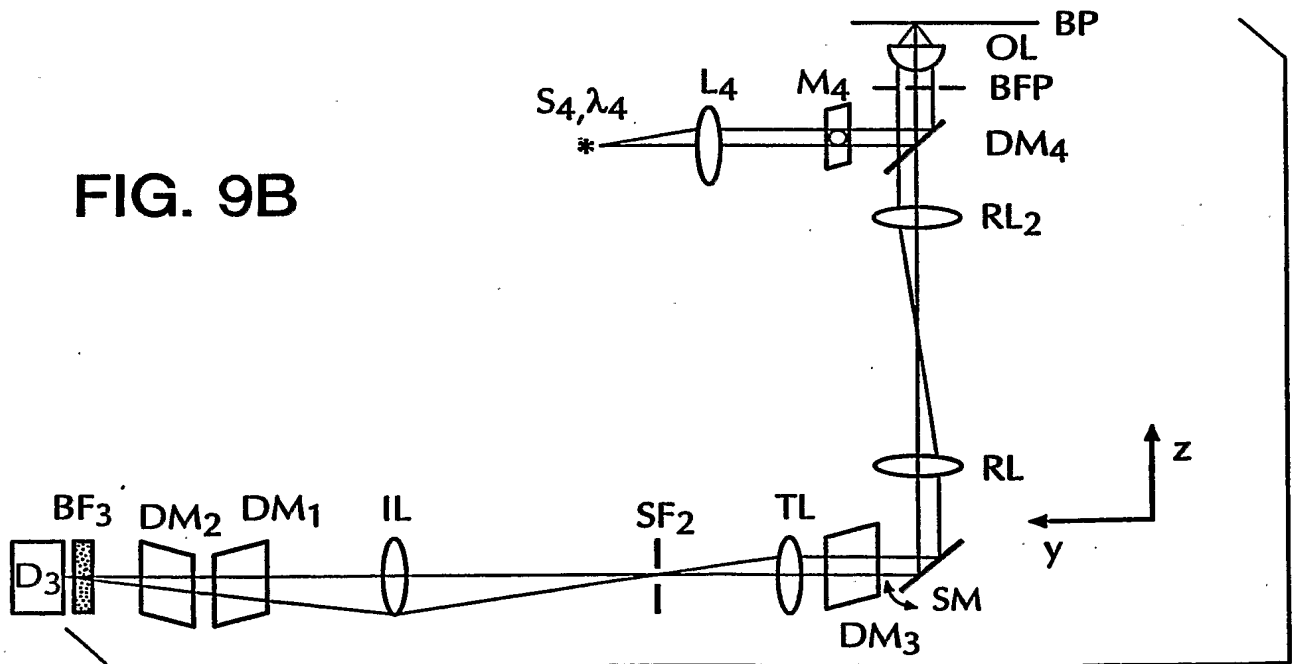 BP
OL
BFP
DM4
L4
M4
S4,λ4
*
FIG. 9B
RL2
RL
z
y
BF3
DM2
DM1
IL
SF2
TL
D3
SM
DM3